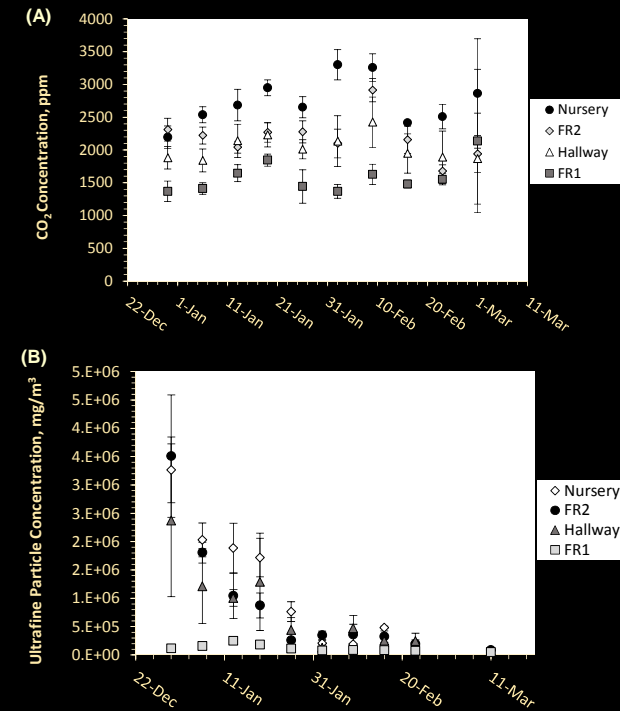 (A)
4000
3500
3000
2500
2000
1500
1000
500
0
CO2 Concentration, ppm
22-Dec
1-Jan
11-Jan
21-Jan
31-Jan
10-Feb
20-Feb
1-Mar
11-Mar
Nursery
FR2
Hallway
FR1
(B)
5.E+06
5.E+06
4.E+06
4.E+06
3.E+06
3.E+06
2.E+06
2.E+06
1.E+06
5.E+05
0.E+00
Ultrafine Particle Concentration, mg/m³
22-Dec
11-Jan
31-Jan
20-Feb
11-Mar
Nursery
FR2
Hallway
FR1